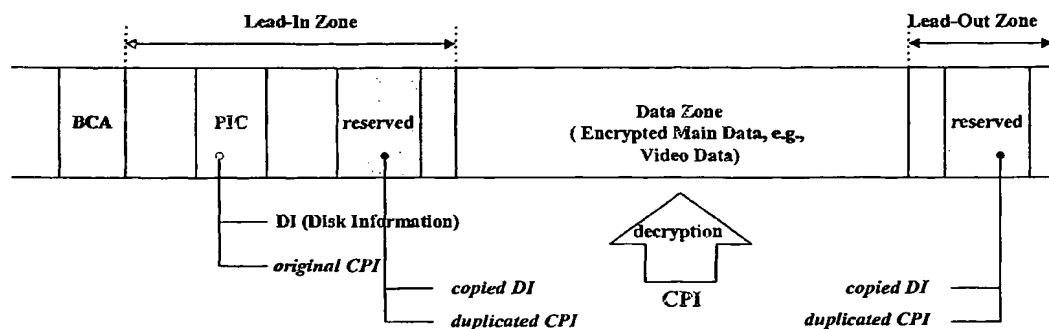 Lead-In Zone
Lead-Out Zone
BCA
PIC
reserved
Data Zone
( Encrypted Main Data, e.g.,
Video Data)
reserved
DI (Disk Information)
original CPI
decryption
CPI
copied DI
duplicated CPI
copied DI
duplicated CPI